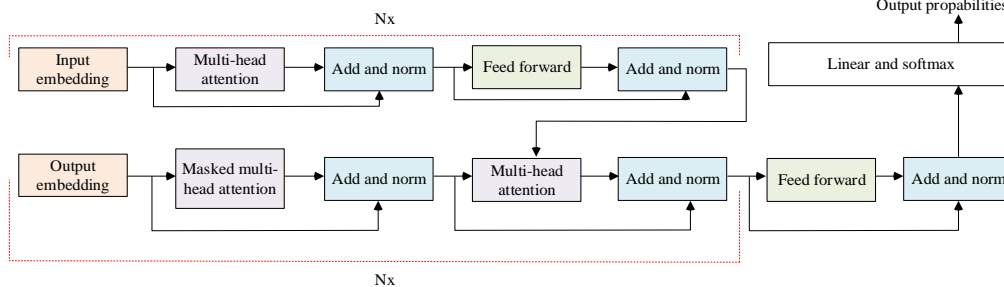 Nx
Output propabilities
Input
embedding
Multi-head
attention
Add and norm
Feed forward
Add and norm
Linear and softmax
Output
embedding
Masked multi-
head attention
Add and norm
Multi-head
attention
Add and norm
Feed forward
Add and norm
Nx